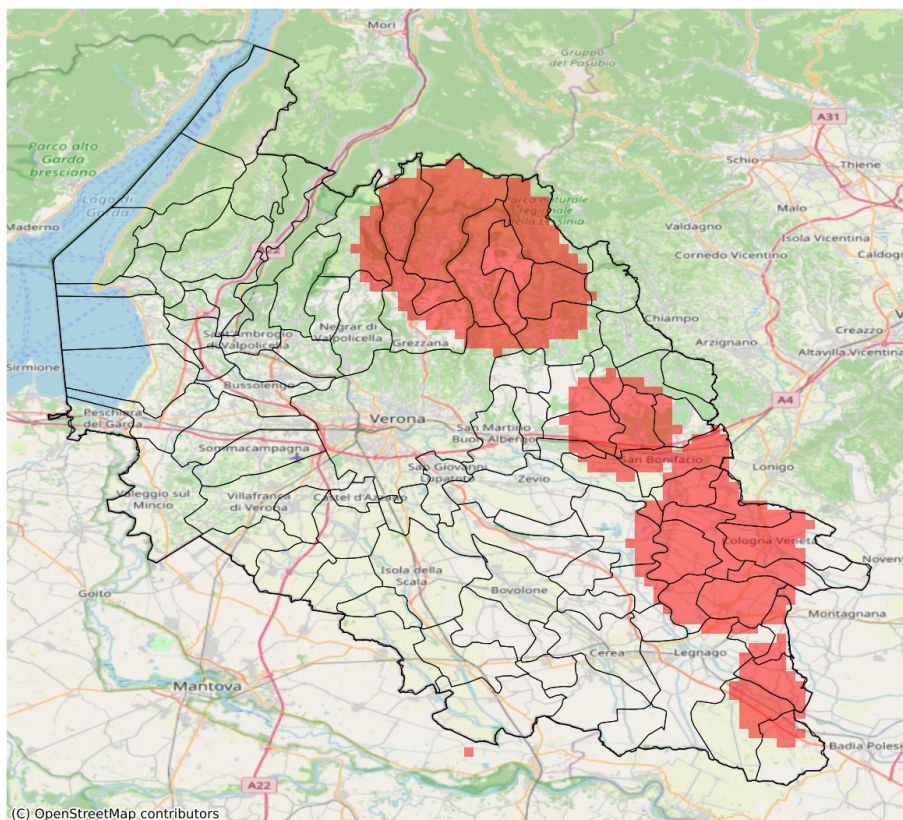 Mori
Gruppo
del Pasubio
A31
Parco alto
Garda
bresciano
Schio
Thiene
Lago di
Garda
Parco naturale
regionale
della Lessinia
Malo
Maderno
Valdagno
Isola Vicentina
A22
Cornedo Vicentino
Caldogn
Sant'Ambrogio
di Valpolicella
Negrar di
Valpolicella
Grezzana
Chiampo
Creazzo
V
Arzignano
Altavilla Vicentina
Sirmione
Bussolengo
A4
Peschiera
del Garda
Verona
San Martino
Buon Albergo
Sommacampagna
San Bonifacio
Lonigo
San Giovanni
Lupatoto
Zevio
Valeggio sul
Mincio
Villafranca
di Verona
Castel d'Azzano
Cologna Veneta
Noven
Isola della
Scala
Goito
Bovolone
Montagnana
Cerea
Legnago
Mantova
Badia Polesi
A22
(C) OpenStreetMap contributors